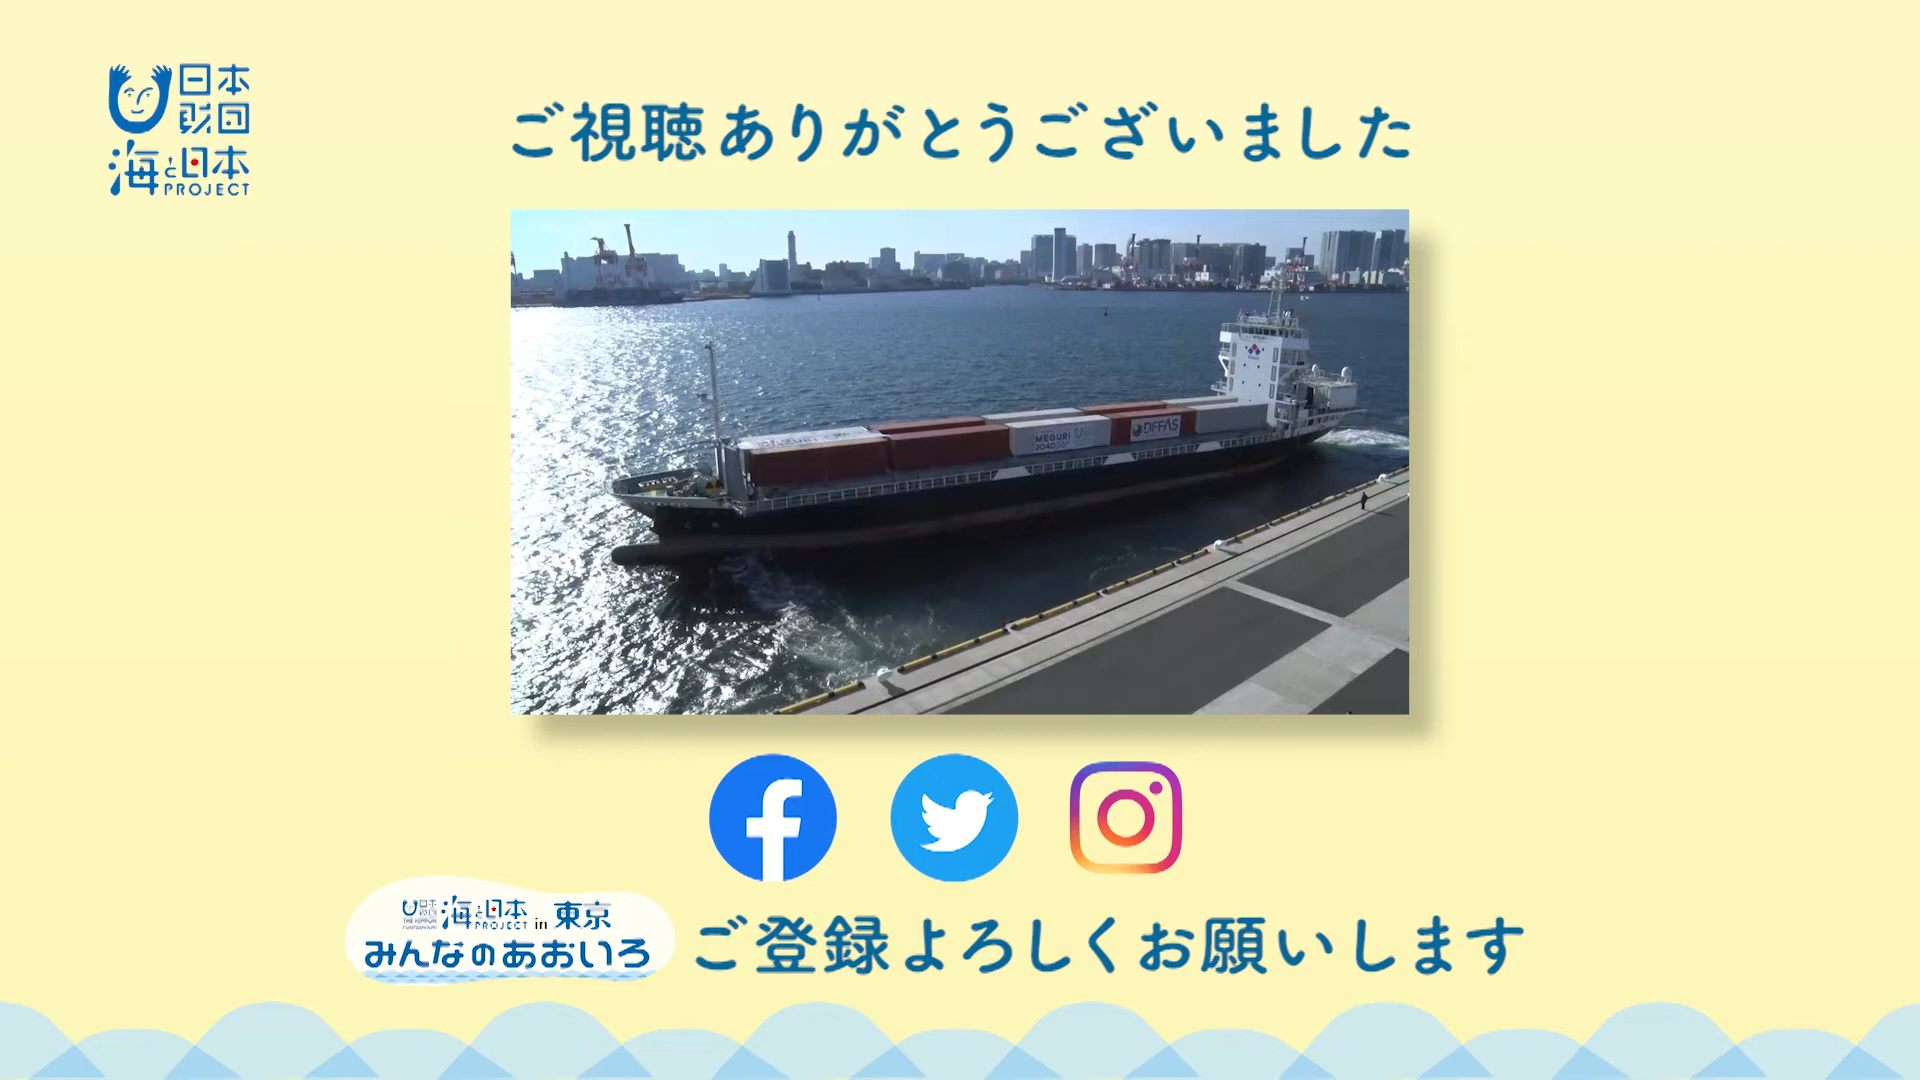 日本
財団
海と日本
PROJECT
ご視聴ありがとうございました
MEGURI
2040
DFFAS
海と日本
PROJECT in 東京
みんなのあおいろ
ご登録よろしくお願いします